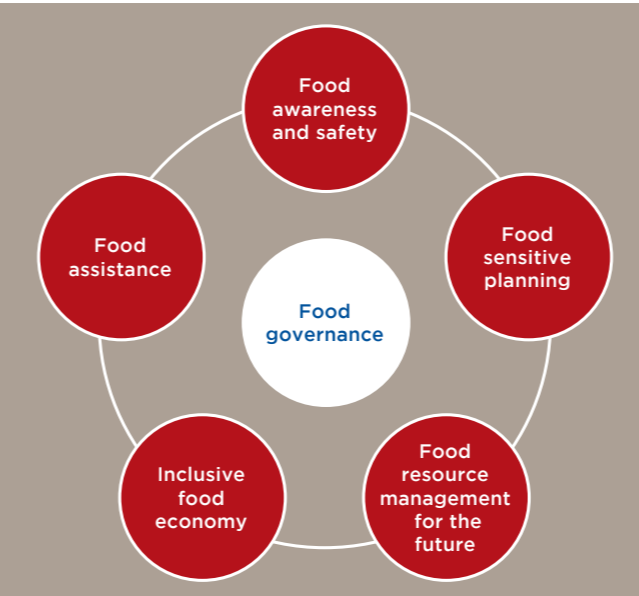 Food
awareness
and safety
Food
sensitive
planning
Food
resource
management
for the
future
Inclusive
food
economy
Food
assistance
Food
governance